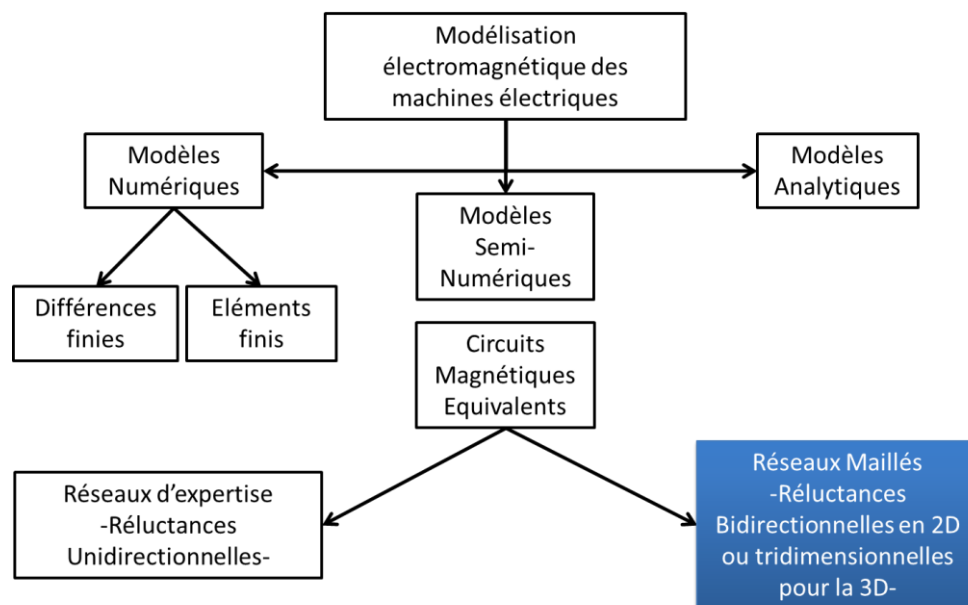 Modélisation
électromagnétique des
machines électriques
Modèles
Numériques
Modèles
Analytiques
Modèles
Semi-
Numériques
Différences
finies
Eléments
finis
Circuits
Magnétiques
Equivalents
Réseaux d'expertise
-Réluctances
Unidirectionnelles-
Réseaux Maillés
-Réluctances
Bidirectionnelles en 2D
ou tridimensionnelles
pour la 3D-